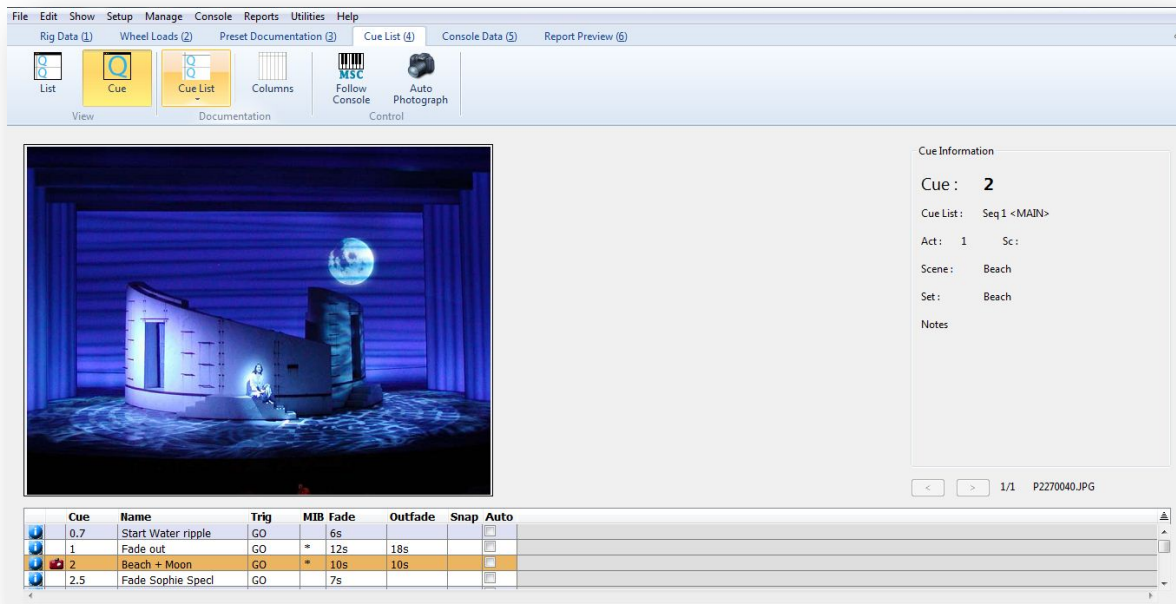 File Edit Show Setup Manage Console Reports Utilities Help
Rig Data (1) Wheel Loads (2) Preset Documentation (3) Cue List (4) Console Data (5) Report Preview (6)
List Cue Cue List Columns MSC Follow Console Auto Photograph
View Documentation Control
Cue Information
Cue : 2
Cue List : Seq 1 <MAIN>
Act : 1 Sc :
Scene : Beach
Set : Beach
Notes
< > 1/1 P2270040.JPG
Cue Name Trig MIB Fade Outfade Snap Auto
0.7 Start Water ripple GO 6s
1 Fade out GO * 12s 18s
2 Beach + Moon GO * 10s 10s
2.5 Fade Sophie Specl GO 7s